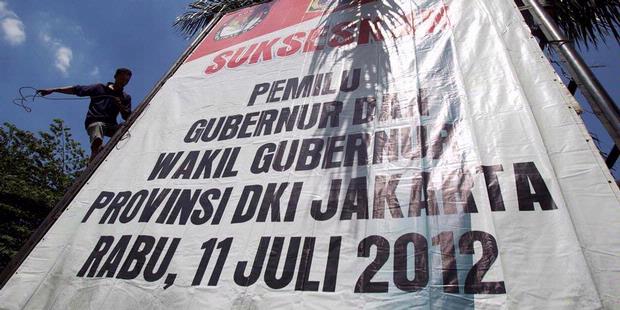 SUKSESKAN
PEMILU
GUBERNUR DAN
WAKIL GUBERNUR
PROVINSI DKI JAKARTA
RABU, 11 JULI 2012